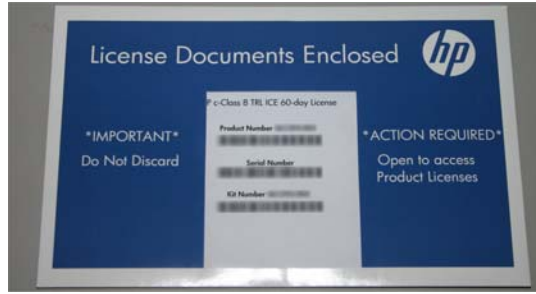 License Documents Enclosed
hp
P c-Class B TRL ICE 60-day License
Product Number
Serial Number
Kit Number
*IMPORTANT*
Do Not Discard
*ACTION REQUIRED*
Open to access
Product Licenses